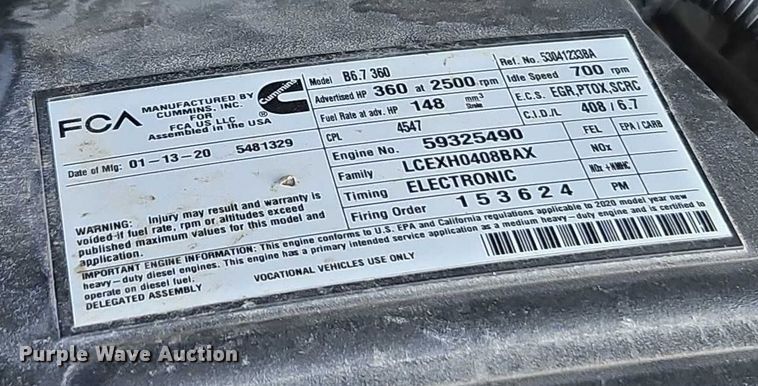 FCA
MANUFACTURED BY
CUMMINS, INC.
FOR
FCA US LLC
Assembled in the USA
Cummins
Date of Mfg: 01-13-20 5481329
WARNING: Injury may result and warranty is
voided if fuel rate, rpm or altitudes exceed
published maximum values for this model and
application.
Model B6.7 360
Advertised HP 360 at 2500 rpm
Fuel Rate at adv. HP 148 mm³ Stroke
CPL 4547
Engine No. 59325490
Family LCEXH0408BAX
Timing ELECTRONIC
Firing Order 1 5 3 6 2 4
Ref. No. 53041233BA
Idle Speed 700 rpm
E.C.S. EGR,PTOX,SCRC
C.I.D./L 408 / 6.7
FEL EPA / CARB
NOx
NOx + NMHC
PM
IMPORTANT ENGINE INFORMATION: This engine conforms to U.S. EPA and California regulations applicable to 2020 model year new
heavy-duty diesel engines. This engine has a primary intended service application as a medium heavy-duty engine and is certified to
operate on diesel fuel.
DELEGATED ASSEMBLY VOCATIONAL VEHICLES USE ONLY
Purple Wave Auction